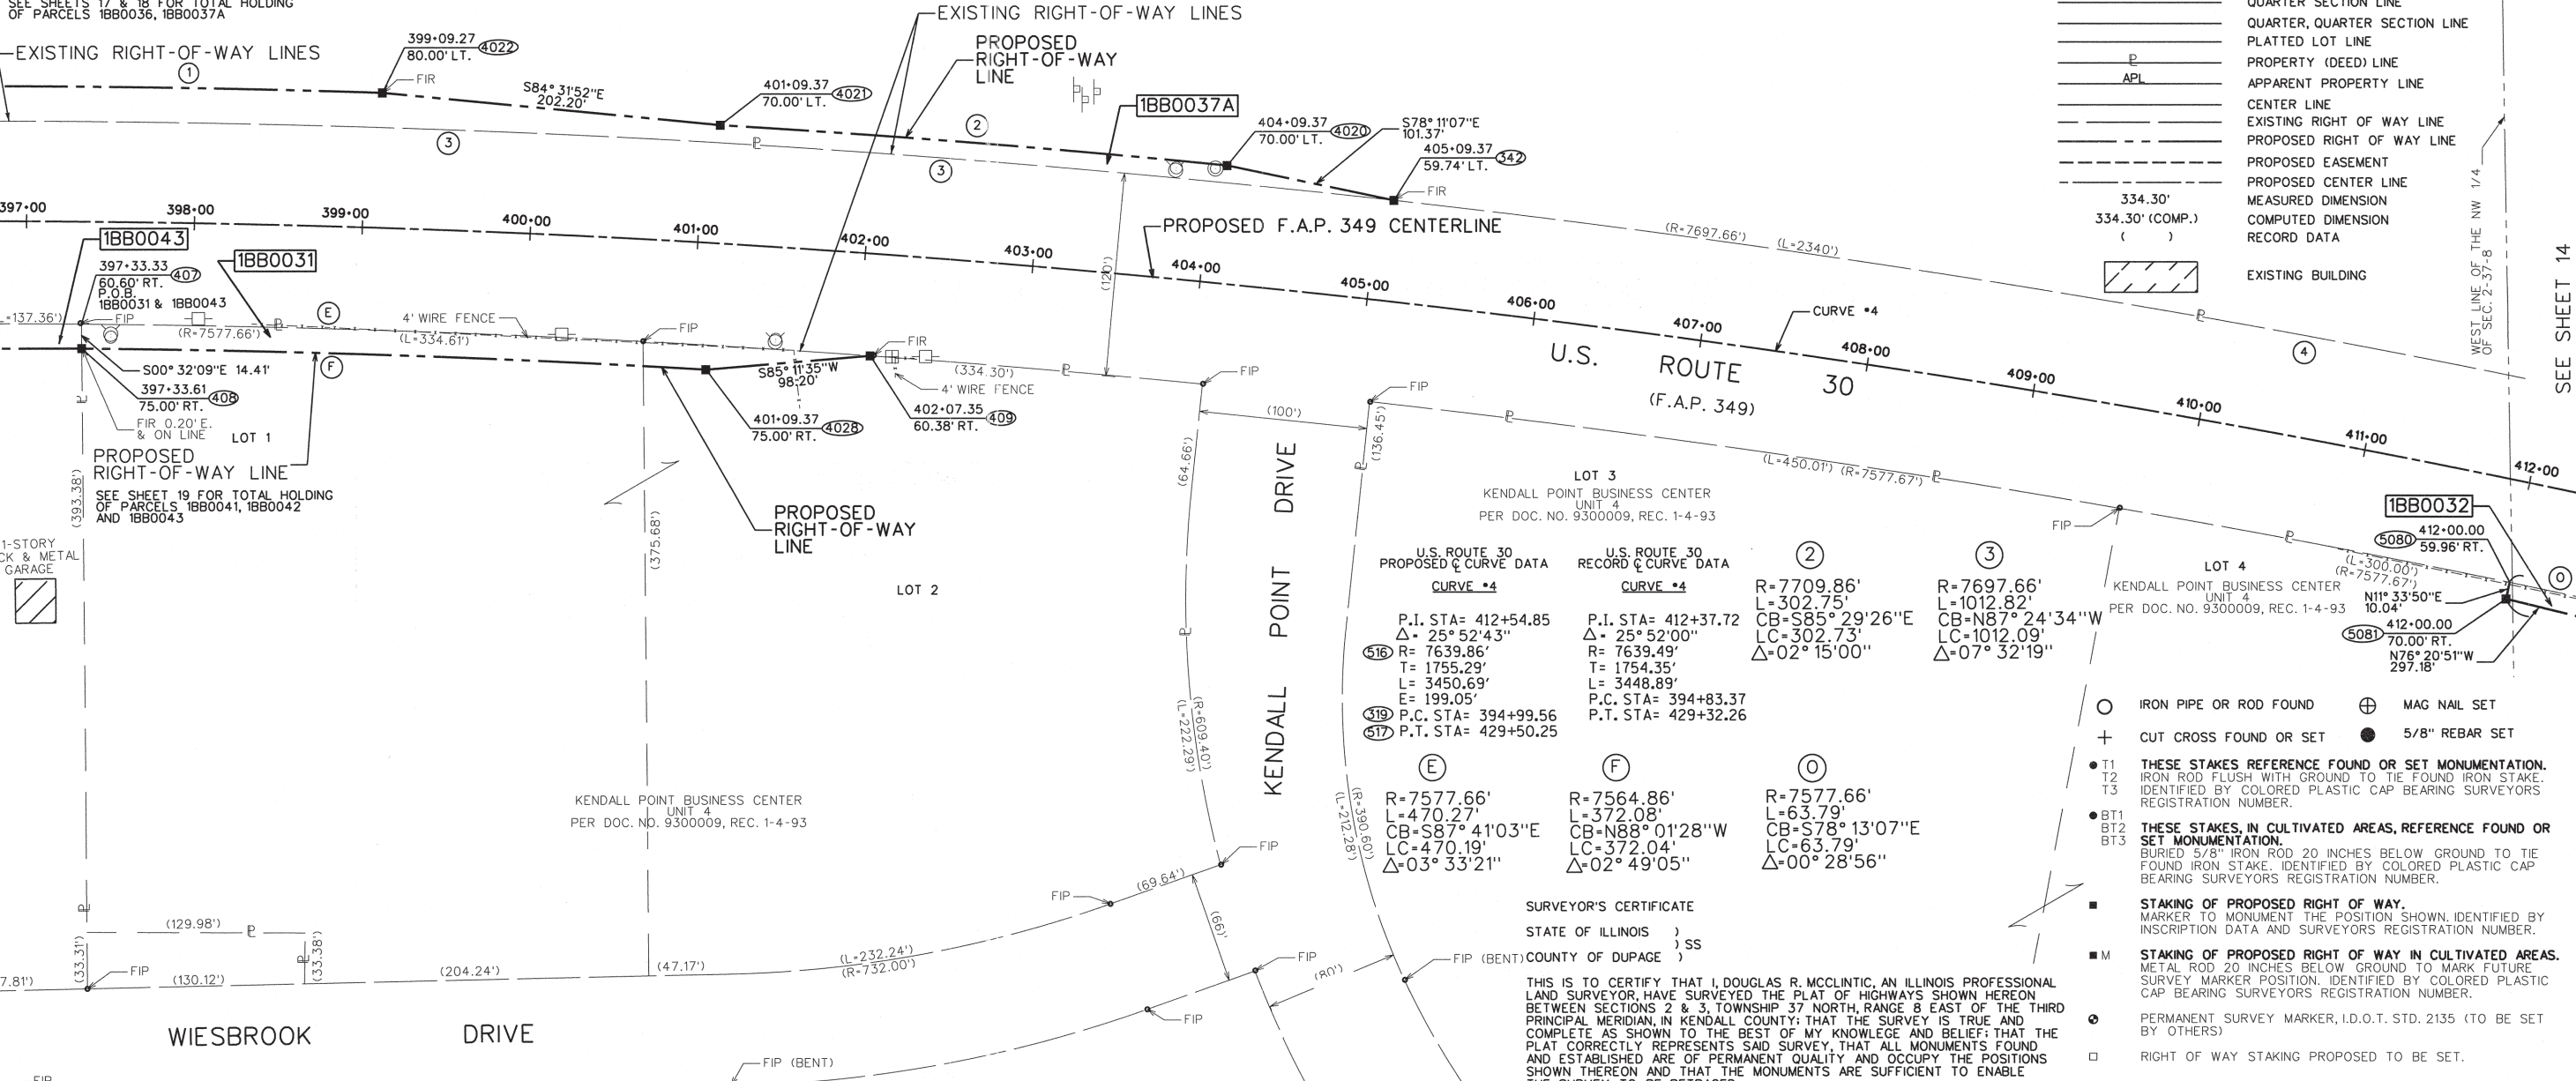 SEE SHEETS 17 & 18 FOR TOTAL HOLDING
OF PARCELS 1BB0036, 1BB0037A
EXISTING RIGHT-OF-WAY LINES
1
399+09.27
80.00' LT.
4022
FIR
S84° 31'52"E
202.20'
401+09.37
70.00' LT.
4021
EXISTING RIGHT-OF-WAY LINES
PROPOSED
RIGHT-OF-WAY
LINE
2
1BB0037A
404+09.37
70.00' LT.
4020
S78° 11'07"E
101.37'
405+09.37
59.74' LT.
342
FIR
3
3
397+00
398+00
399+00
400+00
401+00
402+00
403+00
404+00
405+00
406+00
407+00
408+00
409+00
410+00
411+00
412+00
PROPOSED F.A.P. 349 CENTERLINE
(R=7697.66')
(L=2340')
(120')
CURVE #4
4
U.S. ROUTE 30
(F.A.P. 349)
1BB0043
397+33.33
60.60' RT.
407
P.O.B.
1BB0031 & 1BB0043
1BB0031
L=137.36')
FIP
(R=7577.66')
E
4' WIRE FENCE
(L=334.61')
FIP
F
S00° 32'09"E 14.41'
397+33.61
75.00' RT.
408
FIR 0.20' E.
& ON LINE
LOT 1
PROPOSED
RIGHT-OF-WAY LINE
SEE SHEET 19 FOR TOTAL HOLDING
OF PARCELS 1BB0041, 1BB0042
AND 1BB0043
S85° 11'35"W
98.20'
FIR
(334.30')
4' WIRE FENCE
401+09.37
75.00' RT.
4028
402+07.35
60.38' RT.
409
FIP
FIP
(100')
(136.45')
(64.66')
(393.38')
(375.68')
1-STORY
CK & METAL
GARAGE
PROPOSED
RIGHT-OF-WAY
LINE
LOT 2
KENDALL POINT DRIVE
LOT 3
KENDALL POINT BUSINESS CENTER
UNIT 4
PER DOC. NO. 9300009, REC. 1-4-93
(L=450.01') (R=7577.67')
FIP
1BB0032
5080
412+00.00
59.96' RT.
LOT 4
KENDALL POINT BUSINESS CENTER
UNIT 4
PER DOC. NO. 9300009, REC. 1-4-93
(L=300.00')
(R=7577.67')
O
N11° 33'50"E
10.04'
5081
412+00.00
70.00' RT.
N76° 20'51"W
297.18'
U.S. ROUTE 30
PROPOSED ℄ CURVE DATA
CURVE #4
P.I. STA= 412+54.85
Δ= 25° 52'43"
516 R= 7639.86'
T= 1755.29'
L= 3450.69'
E= 199.05'
319 P.C. STA= 394+99.56
517 P.T. STA= 429+50.25
U.S. ROUTE 30
RECORD ℄ CURVE DATA
CURVE #4
P.I. STA= 412+37.72
Δ= 25° 52'00"
R= 7639.49'
T= 1754.35'
L= 3448.89'
P.C. STA= 394+83.37
P.T. STA= 429+32.26
2
R=7709.86'
L=302.75'
CB=S85° 29'26"E
LC=302.73'
Δ=02° 15'00"
3
R=7697.66'
L=1012.82'
CB=N87° 24'34"W
LC=1012.09'
Δ=07° 32'19"
E
R=7577.66'
L=470.27'
CB=S87° 41'03"E
LC=470.19'
Δ=03° 33'21"
F
R=7564.86'
L=372.08'
CB=N88° 01'28"W
LC=372.04'
Δ=02° 49'05"
O
R=7577.66'
L=63.79'
CB=S78° 13'07"E
LC=63.79'
Δ=00° 28'56"
(R=609.40')
(L=222.29')
(R=390.60')
(L=212.28')
KENDALL POINT BUSINESS CENTER
UNIT 4
PER DOC. NO. 9300009, REC. 1-4-93
FIP
FIP
(69.64')
(66)'
FIP
(80')
FIP (BENT)
FIP
(129.98')
(33.31')
(33.38')
7.81')
FIP
(130.12')
(204.24')
(47.17')
(L=232.24')
(R=732.00')
WIESBROOK DRIVE
FIP (BENT)
FIP
SURVEYOR'S CERTIFICATE
STATE OF ILLINOIS )
) SS
COUNTY OF DUPAGE )
THIS IS TO CERTIFY THAT I, DOUGLAS R. MCCLINTIC, AN ILLINOIS PROFESSIONAL
LAND SURVEYOR, HAVE SURVEYED THE PLAT OF HIGHWAYS SHOWN HEREON
BETWEEN SECTIONS 2 & 3, TOWNSHIP 37 NORTH, RANGE 8 EAST OF THE THIRD
PRINCIPAL MERIDIAN, IN KENDALL COUNTY; THAT THE SURVEY IS TRUE AND
COMPLETE AS SHOWN TO THE BEST OF MY KNOWLEGE AND BELIEF; THAT THE
PLAT CORRECTLY REPRESENTS SAID SURVEY, THAT ALL MONUMENTS FOUND
AND ESTABLISHED ARE OF PERMANENT QUALITY AND OCCUPY THE POSITIONS
SHOWN THEREON AND THAT THE MONUMENTS ARE SUFFICIENT TO ENABLE
THE SURVEY TO BE RETRACED
QUARTER SECTION LINE
QUARTER, QUARTER SECTION LINE
PLATTED LOT LINE
PROPERTY (DEED) LINE
APL APPARENT PROPERTY LINE
CENTER LINE
EXISTING RIGHT OF WAY LINE
PROPOSED RIGHT OF WAY LINE
PROPOSED EASEMENT
PROPOSED CENTER LINE
334.30' MEASURED DIMENSION
334.30' (COMP.) COMPUTED DIMENSION
( ) RECORD DATA
EXISTING BUILDING
WEST LINE OF THE NW 1/4
OF SEC. 2-37-8
SEE SHEET 14
IRON PIPE OR ROD FOUND
MAG NAIL SET
CUT CROSS FOUND OR SET
5/8" REBAR SET
T1 THESE STAKES REFERENCE FOUND OR SET MONUMENTATION.
T2 IRON ROD FLUSH WITH GROUND TO TIE FOUND IRON STAKE.
T3 IDENTIFIED BY COLORED PLASTIC CAP BEARING SURVEYORS
REGISTRATION NUMBER.
BT1
BT2 THESE STAKES, IN CULTIVATED AREAS, REFERENCE FOUND OR
BT3 SET MONUMENTATION.
BURIED 5/8" IRON ROD 20 INCHES BELOW GROUND TO TIE
FOUND IRON STAKE. IDENTIFIED BY COLORED PLASTIC CAP
BEARING SURVEYORS REGISTRATION NUMBER.
STAKING OF PROPOSED RIGHT OF WAY.
MARKER TO MONUMENT THE POSITION SHOWN. IDENTIFIED BY
INSCRIPTION DATA AND SURVEYORS REGISTRATION NUMBER.
M STAKING OF PROPOSED RIGHT OF WAY IN CULTIVATED AREAS.
METAL ROD 20 INCHES BELOW GROUND TO MARK FUTURE
SURVEY MARKER POSITION. IDENTIFIED BY COLORED PLASTIC
CAP BEARING SURVEYORS REGISTRATION NUMBER.
PERMANENT SURVEY MARKER, I.D.O.T. STD. 2135 (TO BE SET
BY OTHERS)
RIGHT OF WAY STAKING PROPOSED TO BE SET.